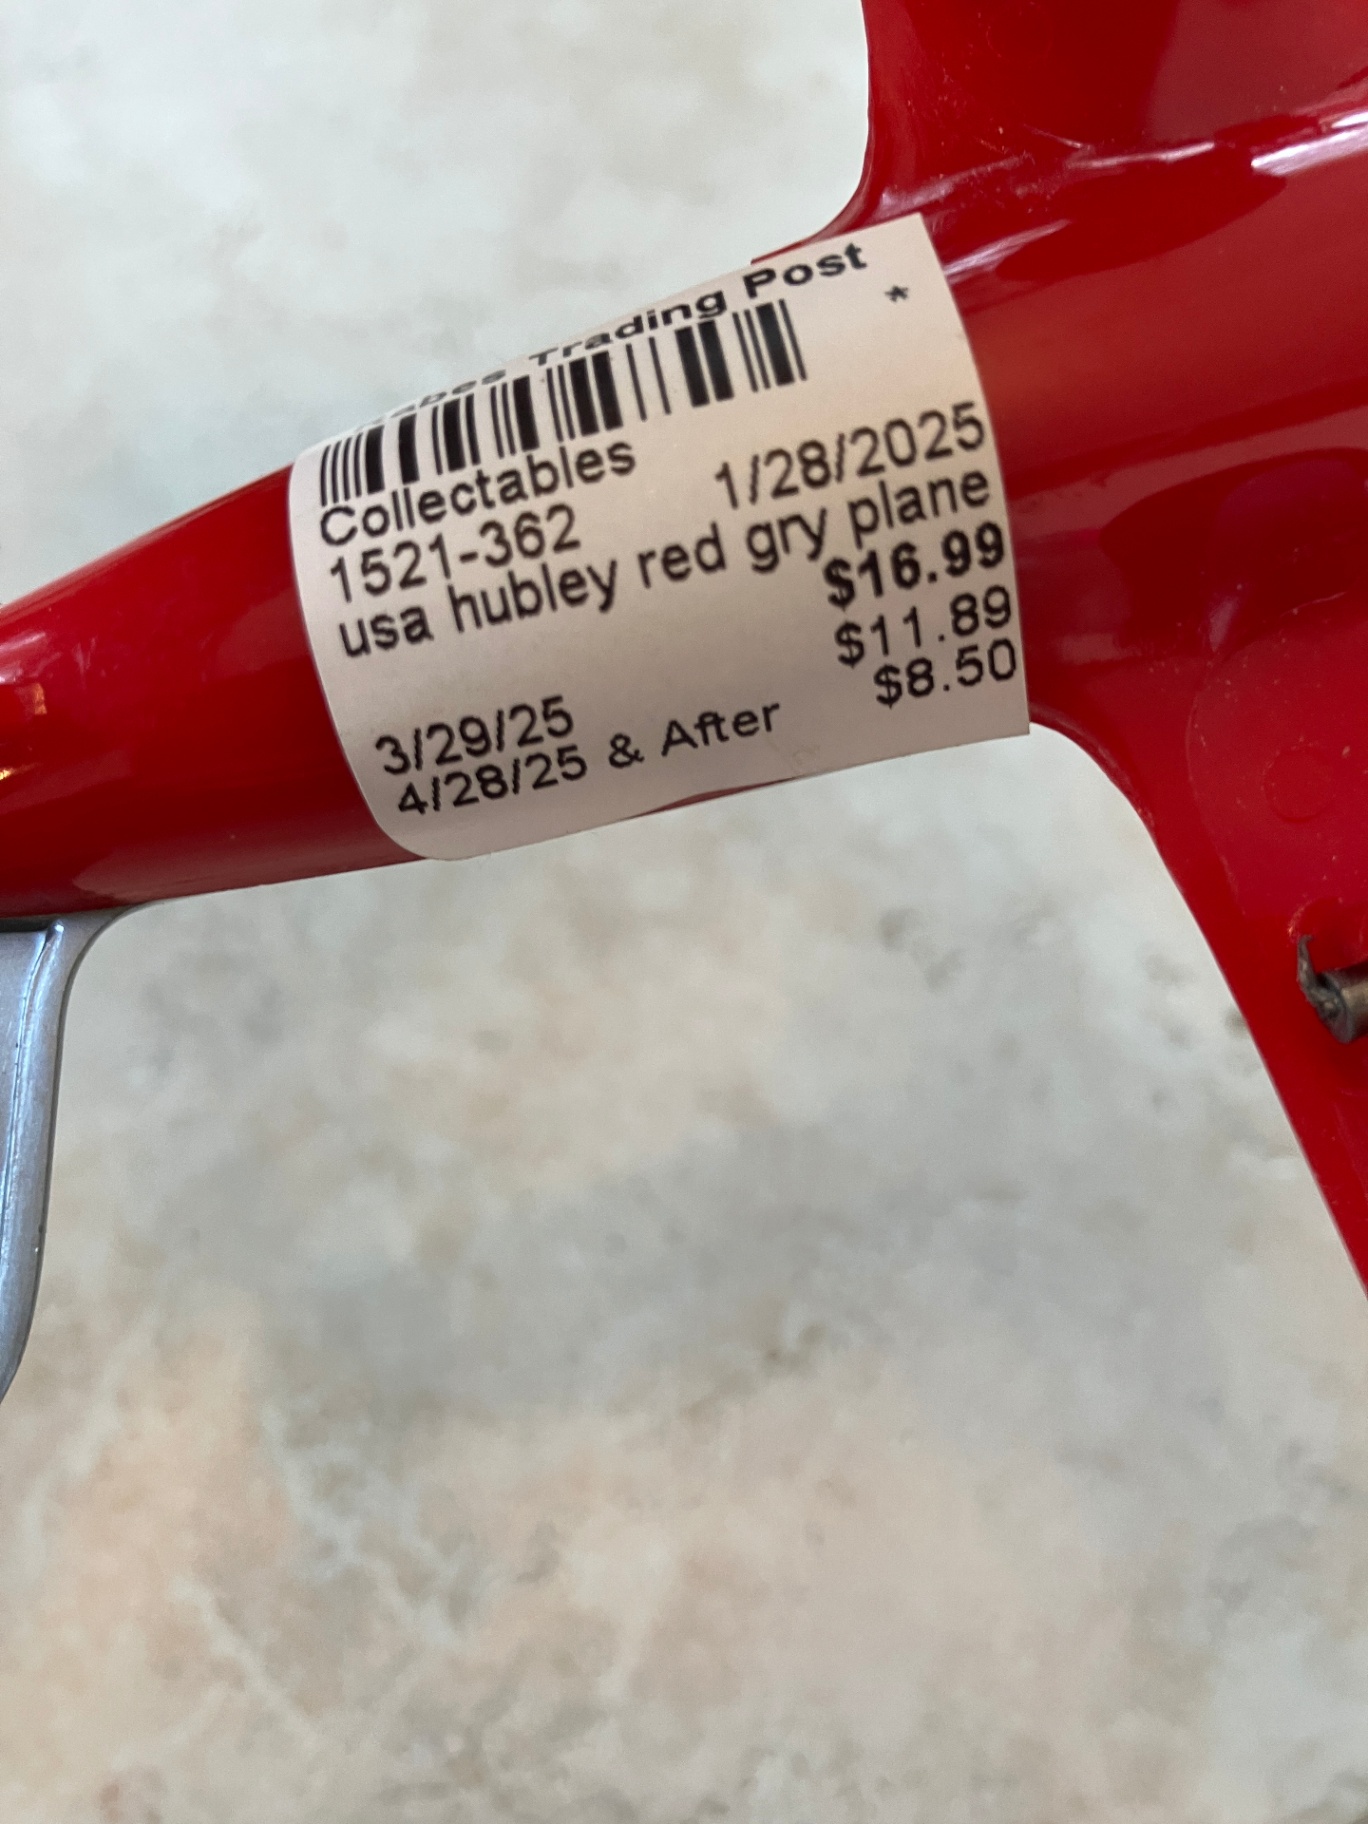 Trading Post
*
Collectables 1/28/2025
1521-362
usa hubley red gry plane
$16.99
3/29/25 $11.89
4/28/25 & After $8.50